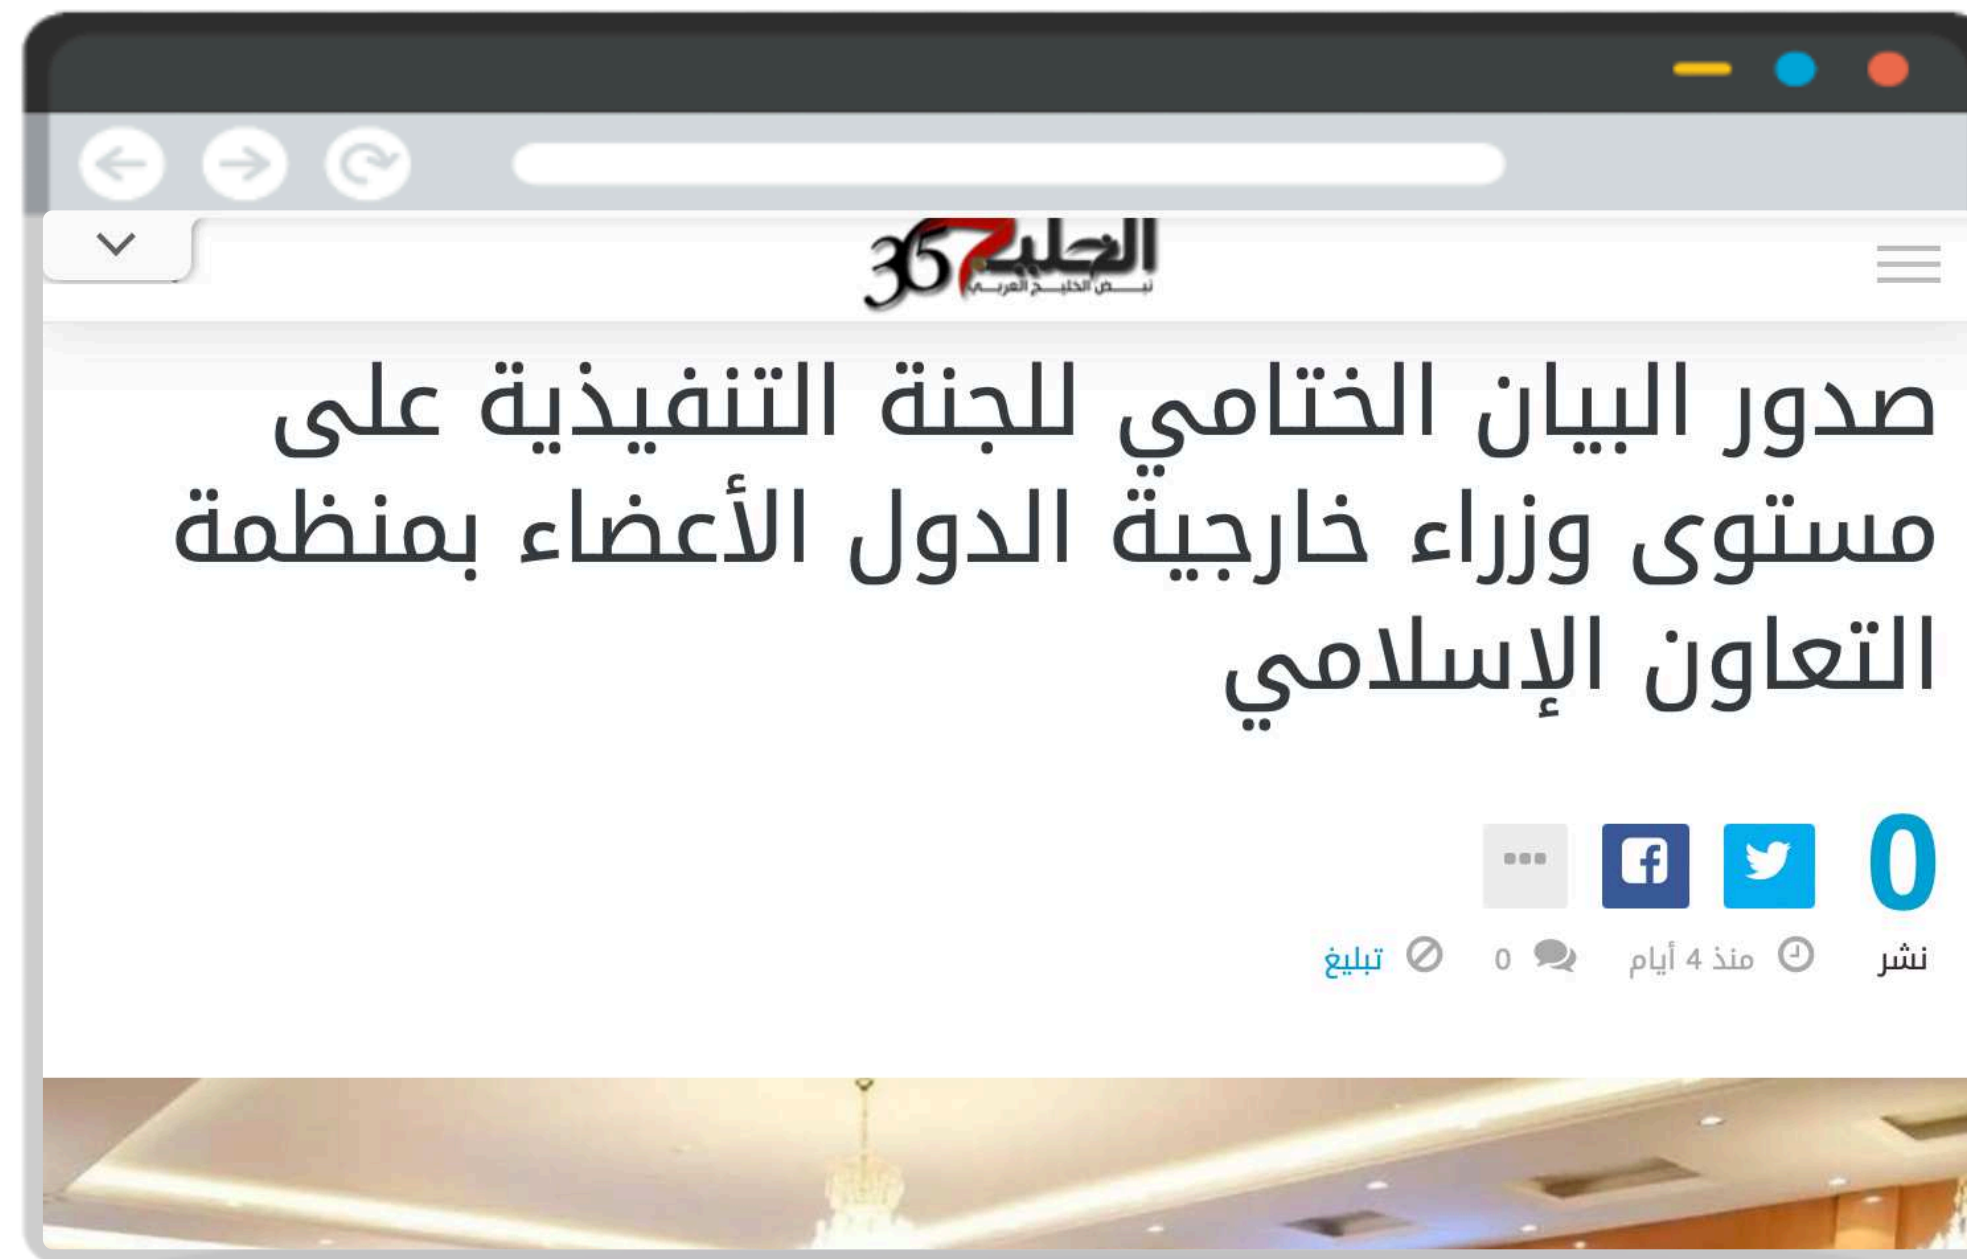 الخليج 365
نبض الخليج العربي
صدور البيان الختامي للجنة التنفيذية على
مستوى وزراء خارجية الدول الأعضاء بمنظمة
التعاون الإسلامي
0
نشر منذ 4 أيام 0 تبليغ